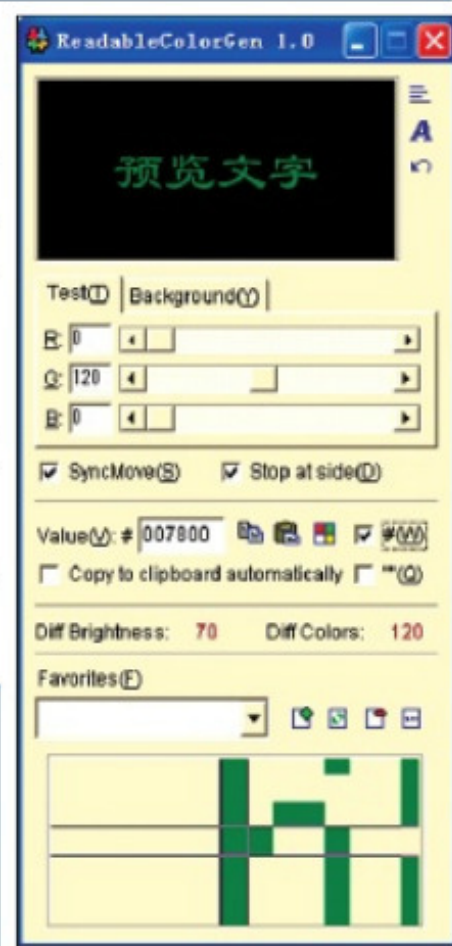 ReadableColorGen 1.0
预览文字
A
Test(T) Background(Y)
R: 0
G: 120
B: 0
SyncMove(S) Stop at side(D)
Value(V): # 007800 #(W)
Copy to clipboard automatically ""(Q)
Diff Brightness: 70 Diff Colors: 120
Favorites(F)